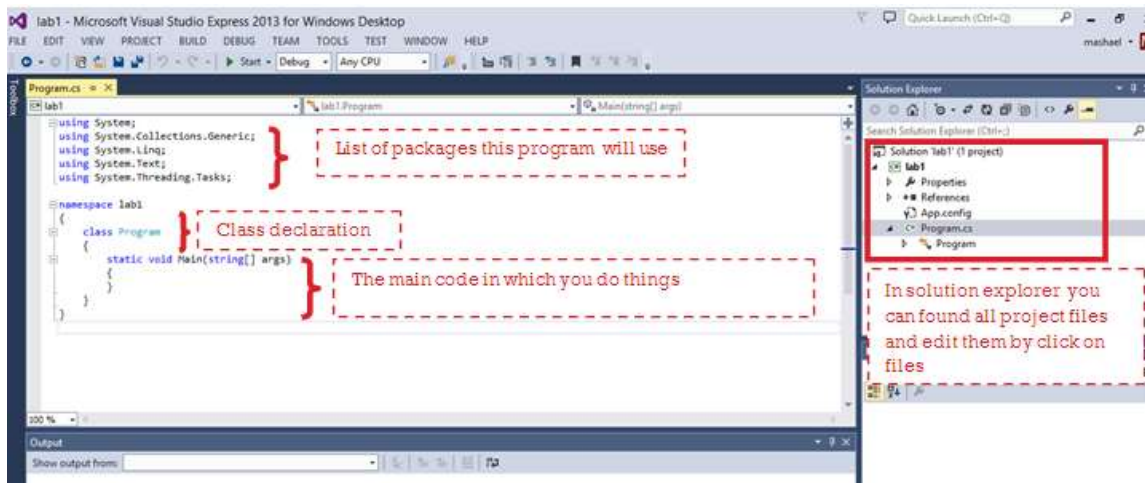 lab1 - Microsoft Visual Studio Express 2013 for Windows Desktop
Quick Launch (Ctrl+Q)
FILE EDIT VIEW PROJECT BUILD DEBUG TEAM TOOLS TEST WINDOW HELP
mashael
Start Debug Any CPU
Toolbox
Program.cs
lab1
lab1.Program
Main(string[] args)
using System;
using System.Collections.Generic;
using System.Linq;
using System.Text;
using System.Threading.Tasks;
List of packages this program will use
namespace lab1
{
class Program
Class declaration
{
static void Main(string[] args)
{
The main code in which you do things
}
}
}
100 %
Output
Show output from:
Solution Explorer
Search Solution Explorer (Ctrl+;)
Solution 'lab1' (1 project)
lab1
Properties
References
App.config
Program.cs
Program
In solution explorer you
can found all project files
and edit them by click on
files